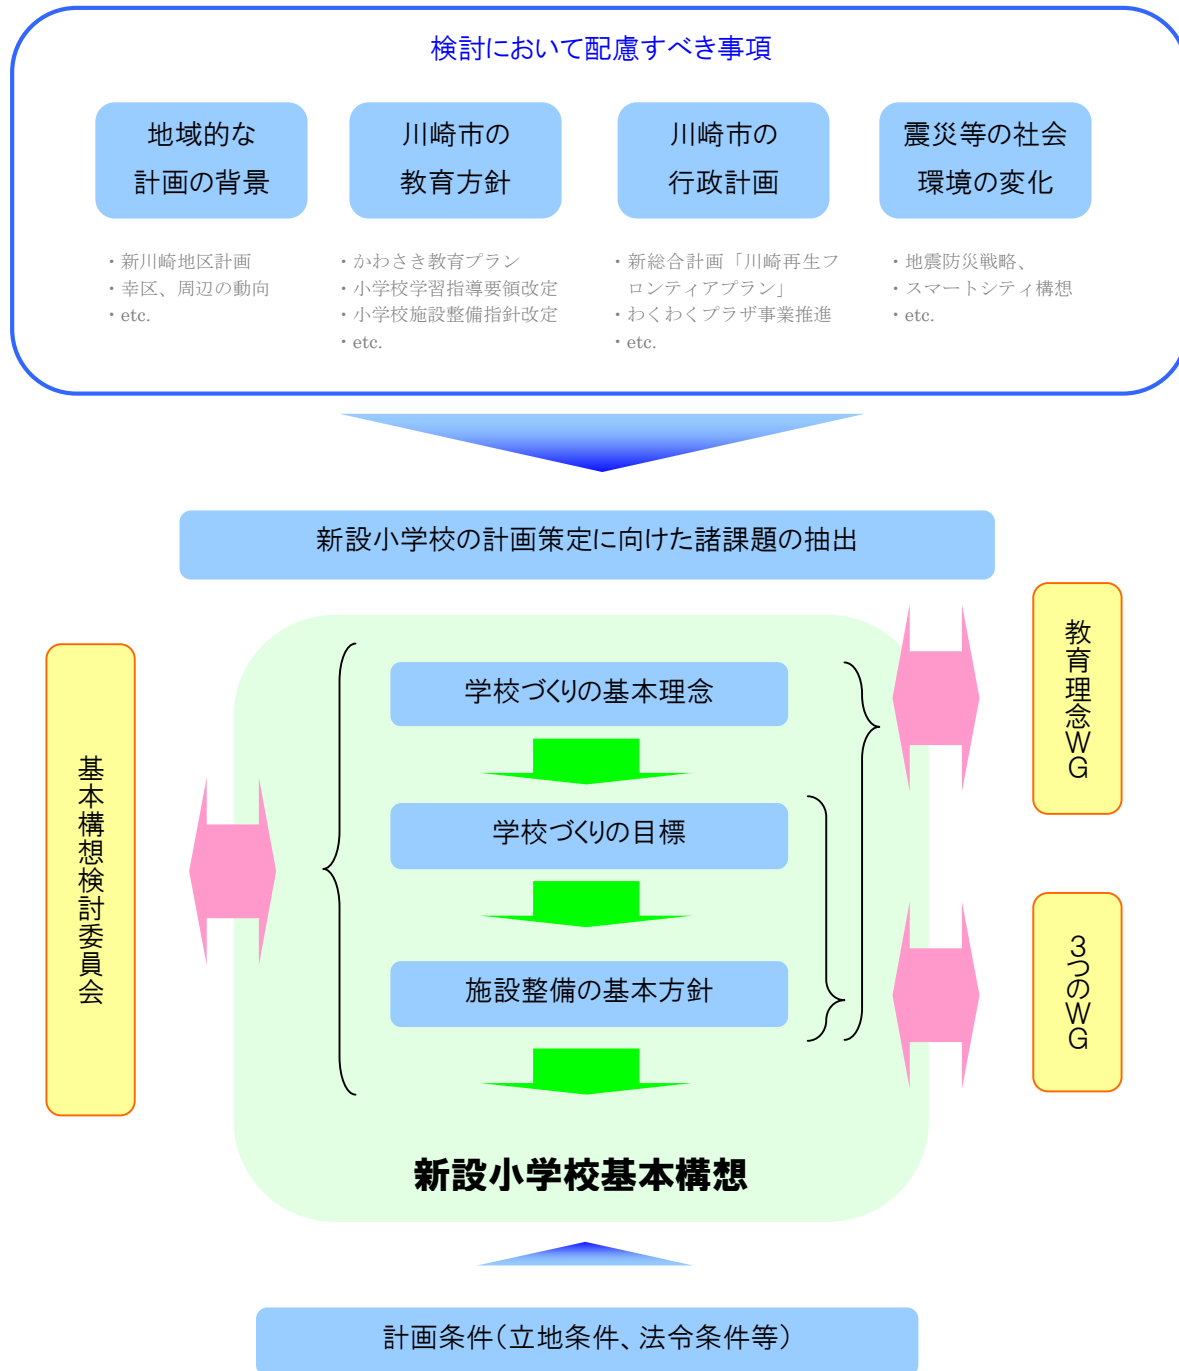 検討において配慮すべき事項
地域的な
計画の背景
川崎市の
教育方針
川崎市の
行政計画
震災等の社会
環境の変化
・新川崎地区計画
・幸区、周辺の動向
・etc.
・かわさき教育プラン
・小学校学習指導要領改定
・小学校施設整備指針改定
・etc.
・新総合計画「川崎再生フ
ロンティアプラン」
・わくわくプラザ事業推進
・etc.
・地震防災戦略、
・スマートシティ構想
・etc.
新設小学校の計画策定に向けた諸課題の抽出
学校づくりの基本理念
学校づくりの目標
施設整備の基本方針
新設小学校基本構想
基本構想検討委員会
教育理念ＷＧ
３つのＷＧ
計画条件（立地条件、法令条件等）